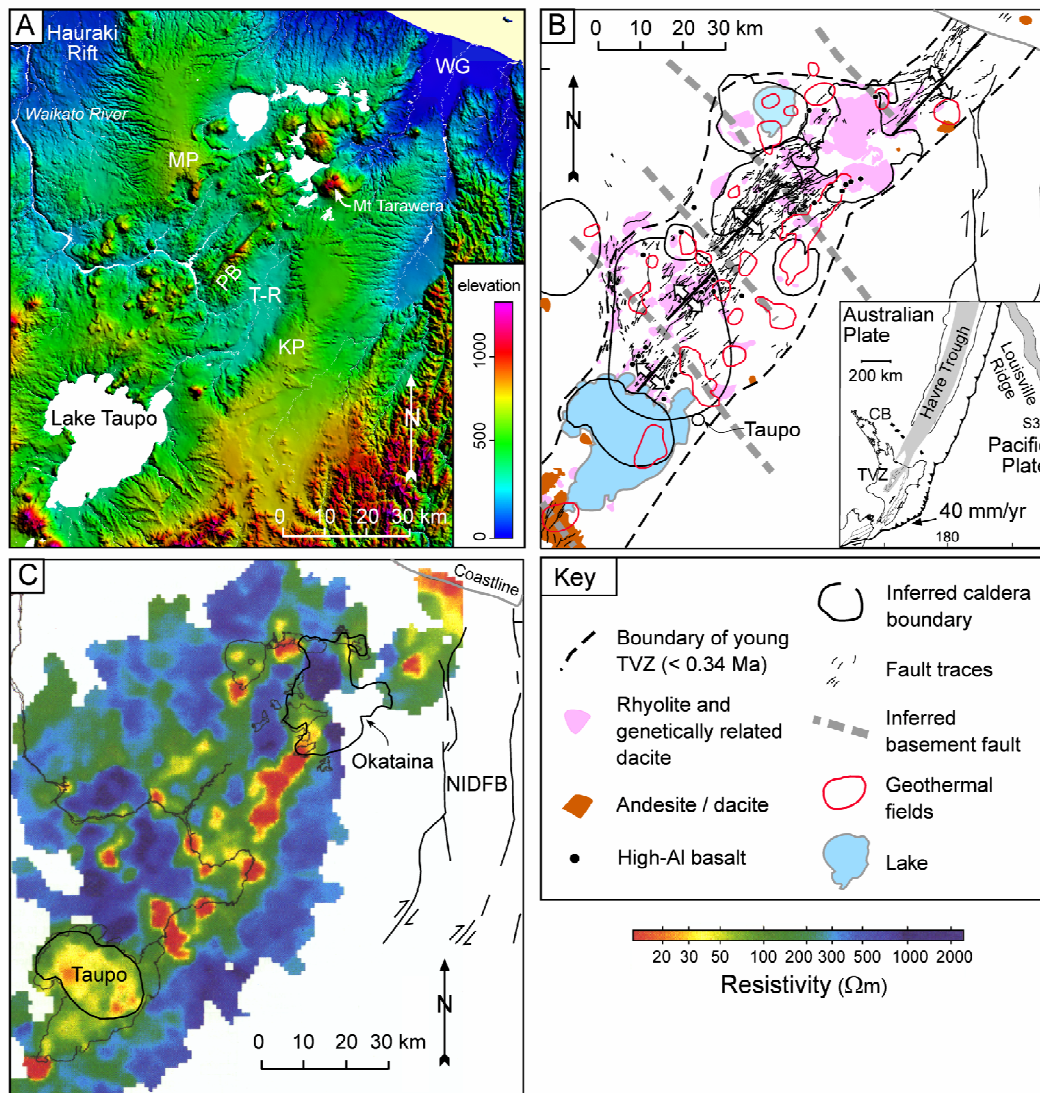 A
Hauraki
Rift
WG
Waikato River
MP
Mt Tarawera
PB
T-R
KP
Lake Taupo
N
0 10 20 30 km
elevation
1000
500
0
B
0 10 20 30 km
N
Taupo
Australian
Plate
200 km
Havre Trough
Louisville
Ridge
CB
S3
Pacific
Plate
TVZ
40 mm/yr
180
C
Coastline
Okataina
NIDFB
Taupo
N
0 10 20 30 km
Key
Boundary of young
TVZ (< 0.34 Ma)
Rhyolite and
genetically related
dacite
Andesite / dacite
High-Al basalt
Inferred caldera
boundary
Fault traces
Inferred
basement fault
Geothermal
fields
Lake
20 30 50 100 200 300 500 1000 2000
Resistivity (Ωm)